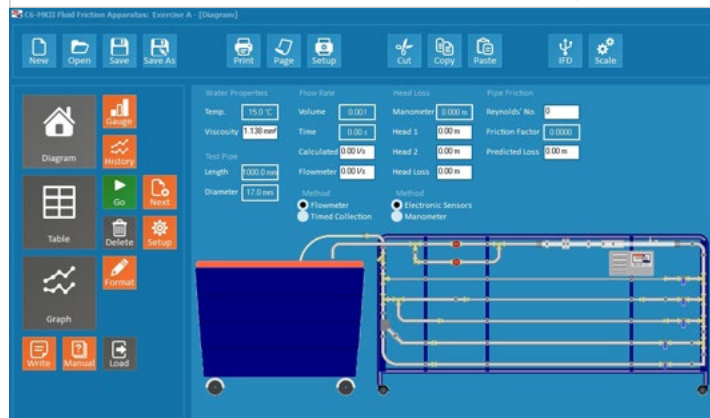 C6-MKII Fluid Friction Apparatus: Exercise A - [Diagram]
New Open Save Save As Print Page Setup Cut Copy Paste IFD Scale
Water Properties Flow Rate Head Loss Pipe Friction
Temp. 15.0 °C Volume 0.00 l Manometer 0.000 m Reynolds' No. 0
Viscosity 1.138 mm² Time 0.00 s Head 1 0.00 m Friction Factor 0.0000
Calculated 0.00 l/s Head 2 0.00 m Predicted Loss 0.00 m
Test Pipe
Length 1000.0 mm Flowmeter 0.00 l/s Head Loss 0.00 m
Diameter 17.0 mm Method Method
Flowmeter Electronic Sensors
Timed Collection Manometer
Diagram
Gauge
History
Table
Go Next
Delete Setup
Graph
Format
Write Manual Load